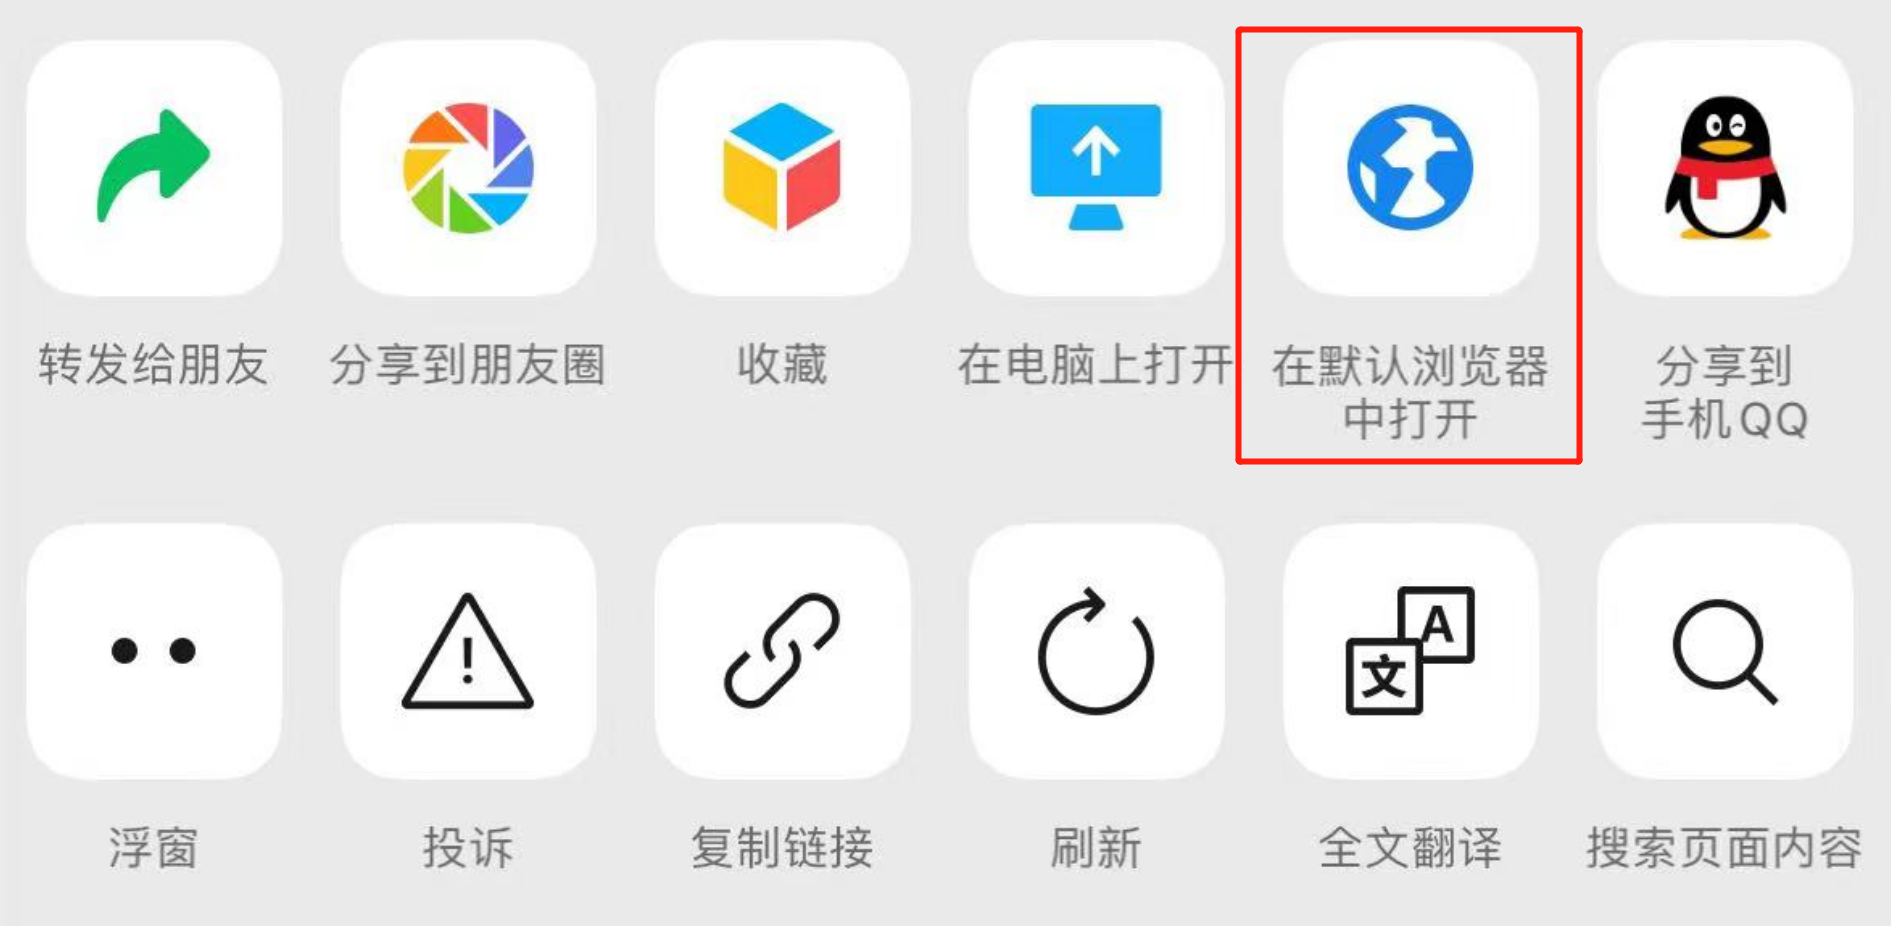 转发给朋友
分享到朋友圈
收藏
在电脑上打开
在默认浏览器
中打开
分享到
手机QQ
A
文
浮窗
投诉
复制链接
刷新
全文翻译
搜索页面内容